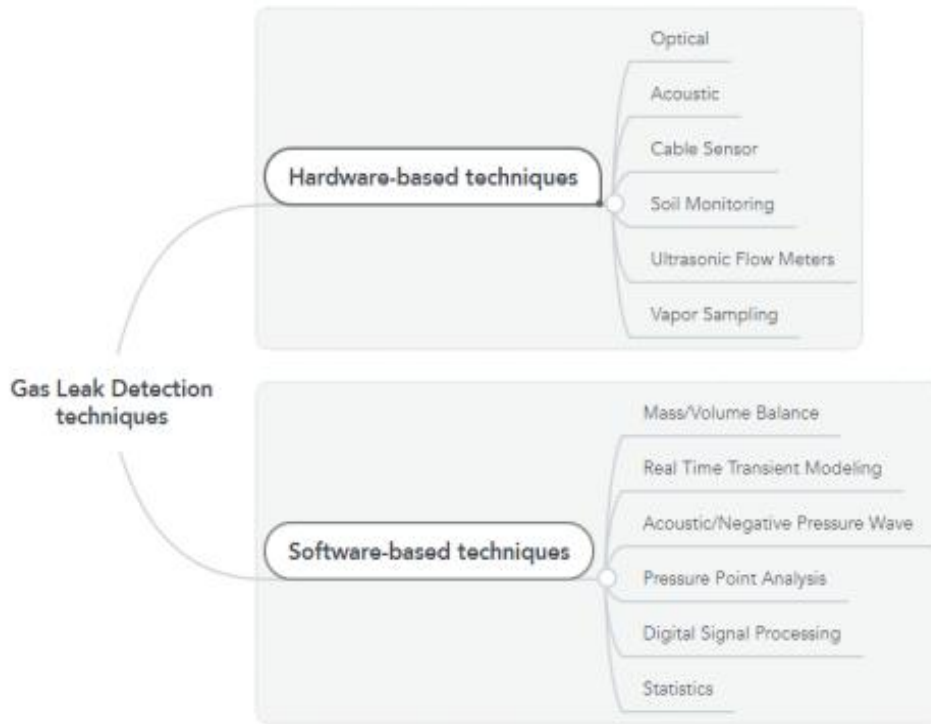 Optical
Acoustic
Cable Sensor
Hardware-based techniques
Soil Monitoring
Ultrasonic Flow Meters
Vapor Sampling
Gas Leak Detection
techniques
Mass/Volume Balance
Real Time Transient Modeling
Acoustic/Negative Pressure Wave
Software-based techniques
Pressure Point Analysis
Digital Signal Processing
Statistics